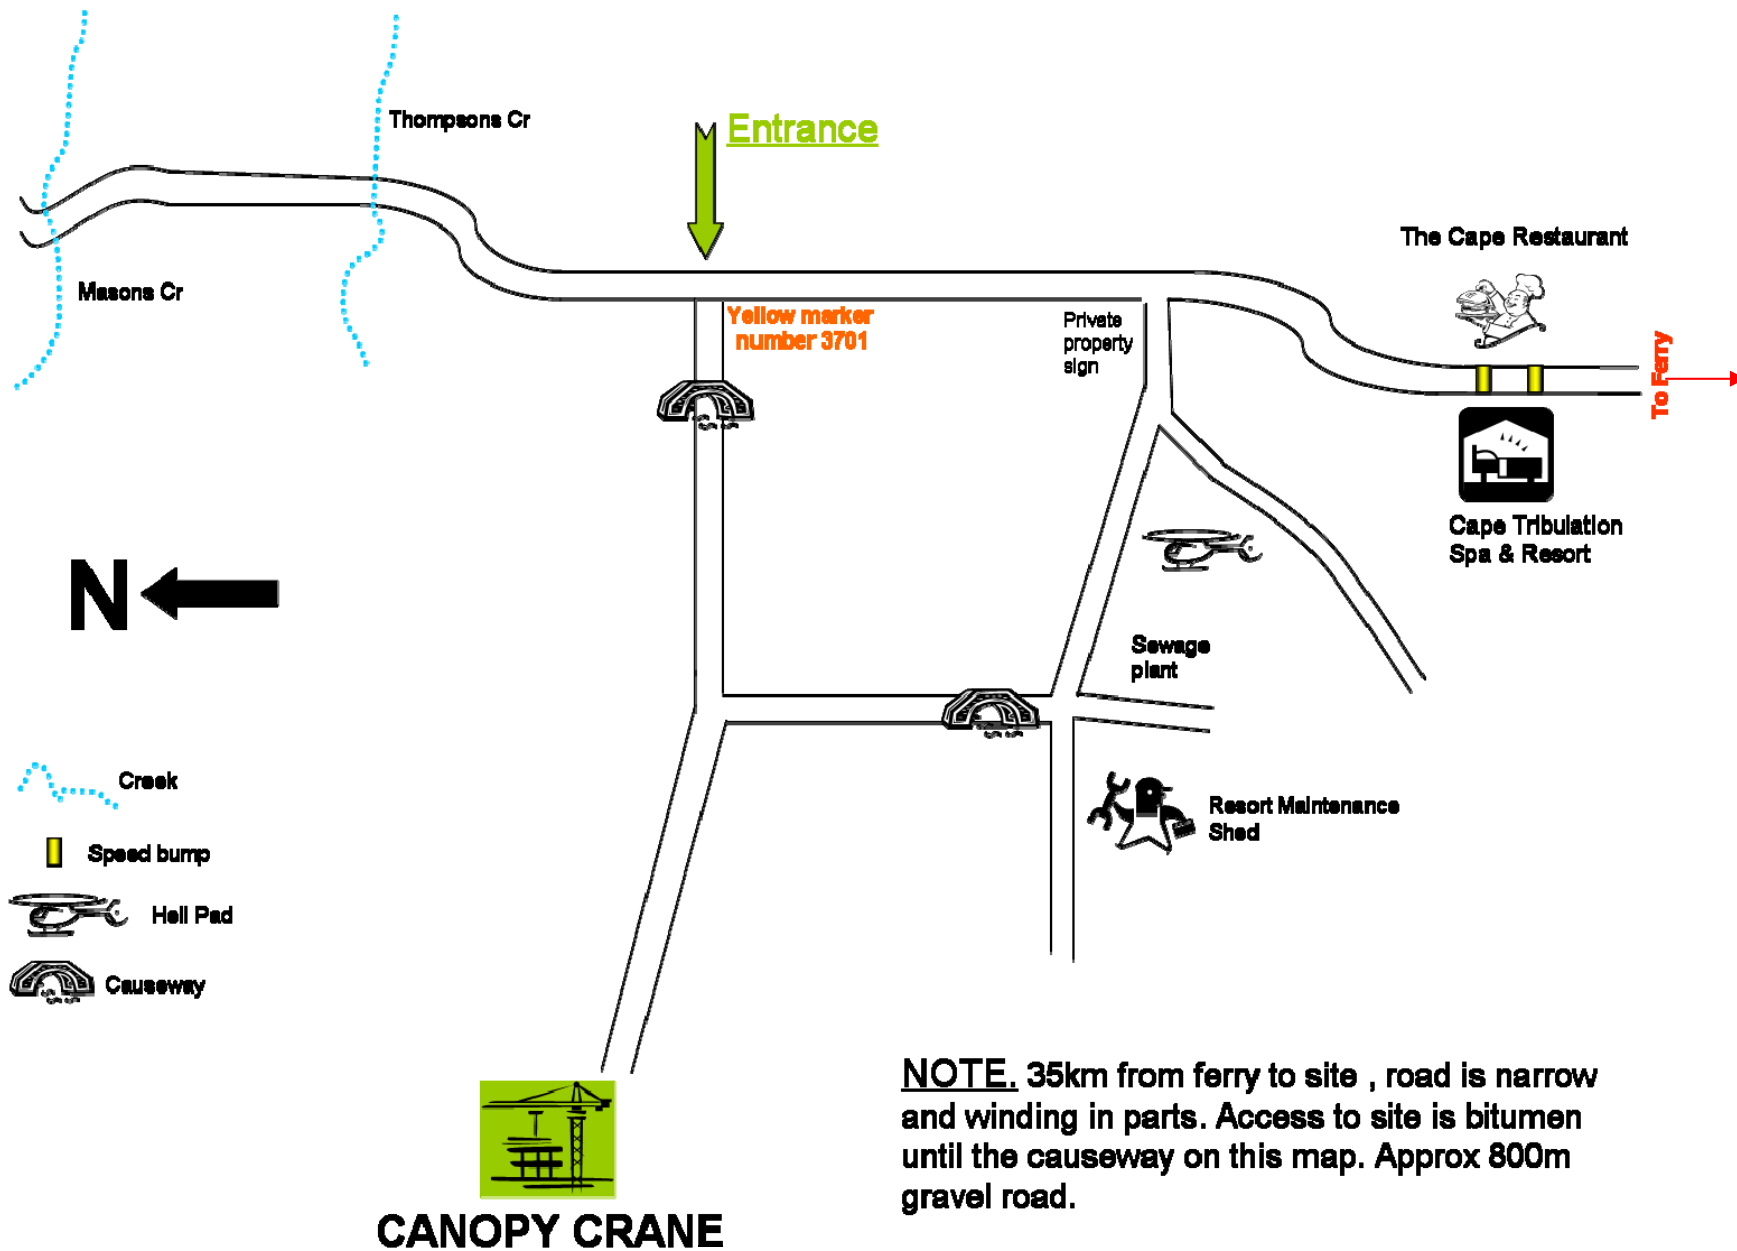 Thompsons Cr
Entrance
The Cape Restaurant
Masons Cr
Yellow marker
number 3701
Private
property
sign
To Ferry
Cape Tribulation
Spa & Resort
N
Sewage
plant
Creek
Speed bump
Heli Pad
Causeway
Resort Maintenance
Shed
NOTE. 35km from ferry to site , road is narrow
and winding in parts. Access to site is bitumen
until the causeway on this map. Approx 800m
gravel road.
CANOPY CRANE